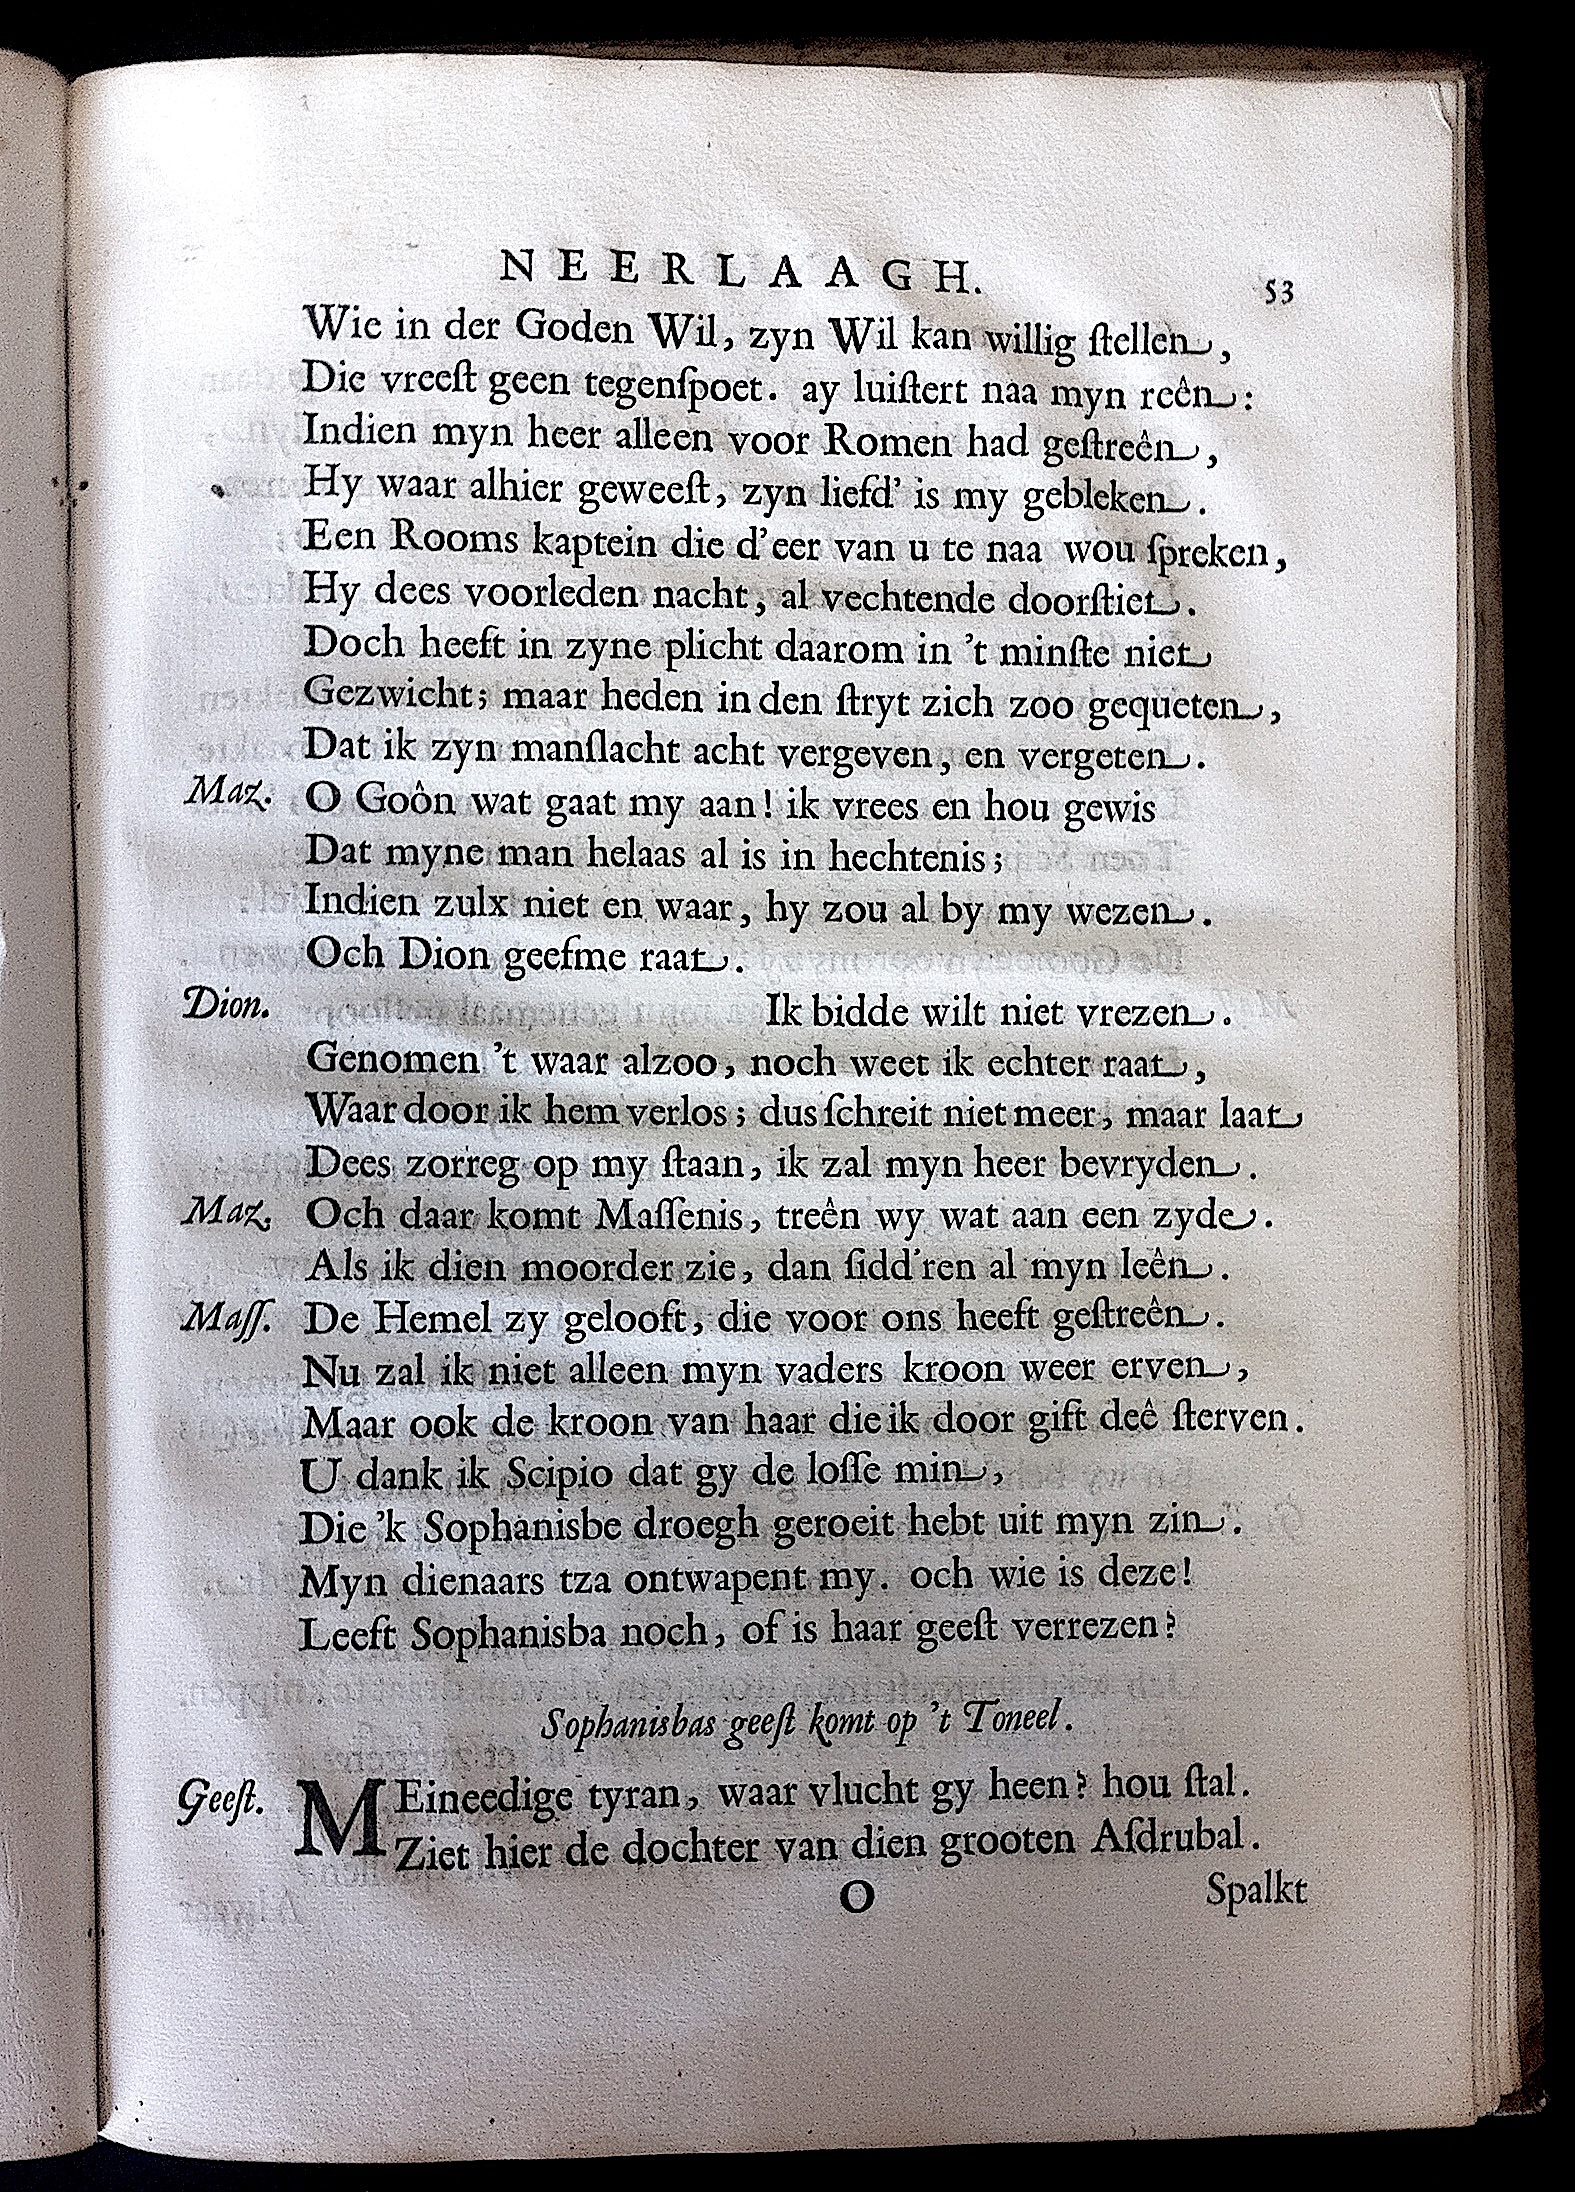 NEERLAAGH. 53
Wie in der Goden Wil, zyn Wil kan willig ſtellen,
Die vreeſt geen tegenſpoet. ay luiſtert naa myn reên:
Indien myn heer alleen voor Romen had geſtreên,
Hy waar alhier geweeſt, zyn liefd' is my gebleken.
Een Rooms kaptein die d'eer van u te naa wou ſpreken,
Hy dees voorleden nacht, al vechtende doorſtiet.
Doch heeft in zyne plicht daarom in 't minſte niet
Gezwicht; maar heden in den ſtryt zich zoo gequeten,
Dat ik zyn manſlacht acht vergeven, en vergeten.
Maz. O Goôn wat gaat my aan! ik vrees en hou gewis
Dat myne man helaas al is in hechtenis;
Indien zulx niet en waar, hy zou al by my wezen.
Och Dion geefme raat.
Dion. Ik bidde wilt niet vrezen.
Genomen 't waar alzoo, noch weet ik echter raat,
Waar door ik hem verlos; dus ſchreit niet meer, maar laat
Dees zorreg op my ſtaan, ik zal myn heer bevryden.
Maz. Och daar komt Maſſenis, treên wy wat aan een zyde.
Als ik dien moorder zie, dan ſidd'ren al myn leên.
Maſſ. De Hemel zy gelooft, die voor ons heeft geſtreên.
Nu zal ik niet alleen myn vaders kroon weer erven,
Maar ook de kroon van haar die ik door gift deê ſterven.
U dank ik Scipio dat gy de loſſe min,
Die 'k Sophanisbe droegh geroeit hebt uit myn zin.
Myn dienaars tza ontwapent my. och wie is deze!
Leeft Sophanisba noch, of is haar geeſt verrezen?
Sophanisbas geeſt komt op 't Toneel.
Geeſt. MEineedige tyran, waar vlucht gy heen? hou ſtal.
Ziet hier de dochter van dien grooten Aſdrubal.
O Spalkt